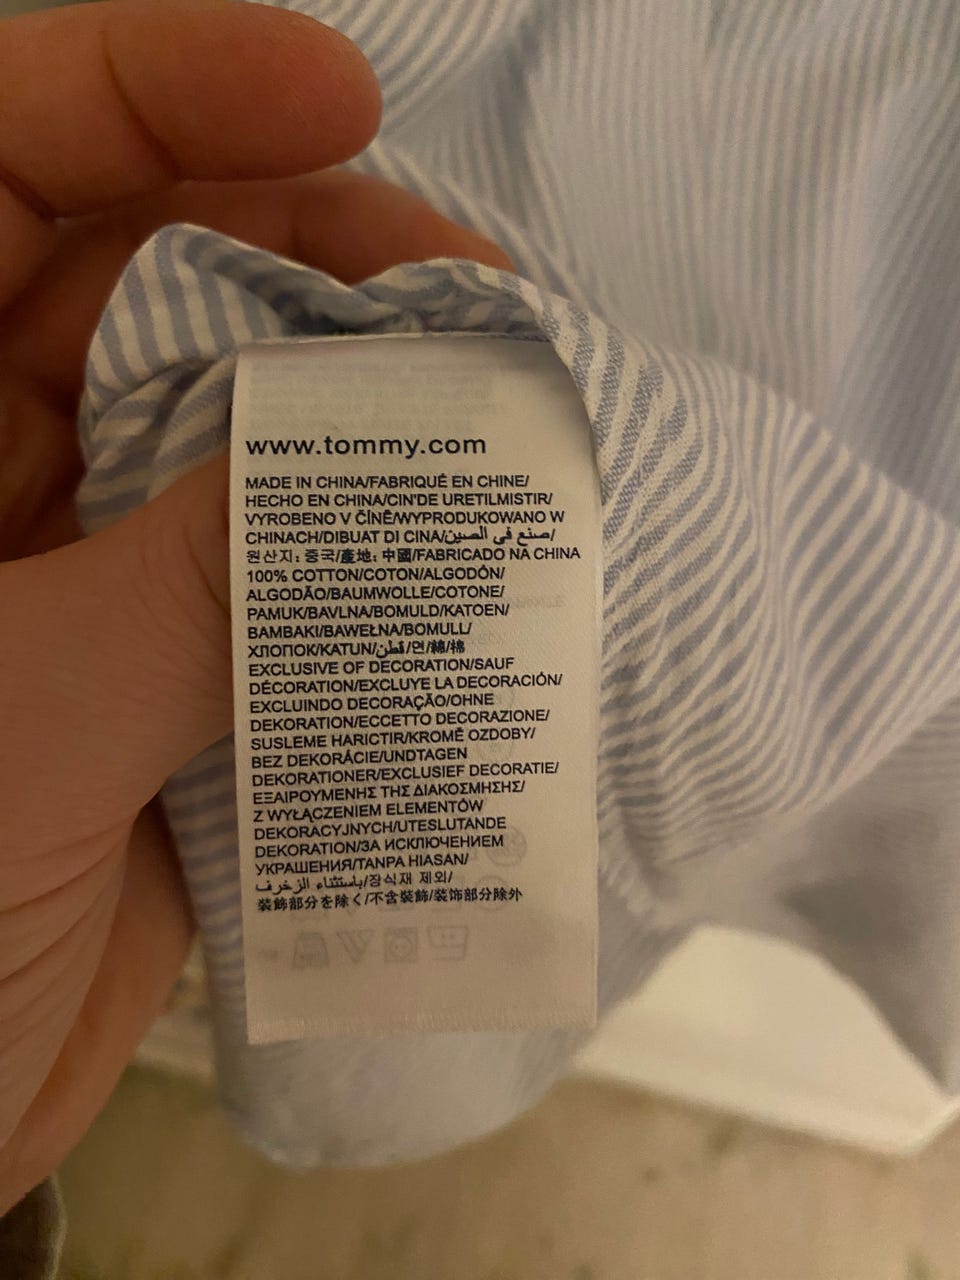 www.tommy.com
MADE IN CHINA/FABRIQUÉ EN CHINE/
HECHO EN CHINA/CIN'DE URETILMISTIR/
VYROBENO V ČÍNĚ/WYPRODUKOWANO W
CHINACH/DIBUAT DI CINA/صنع في الصين/
원산지: 중국/產地: 中國/FABRICADO NA CHINA
100% COTTON/COTON/ALGODÓN/
ALGODÃO/BAUMWOLLE/COTONE/
PAMUK/BAVLNA/BOMULD/KATOEN/
BAMBAKI/BAWEŁNA/BOMULL/
ХЛОПОК/KATUN/قطن/면/綿/棉
EXCLUSIVE OF DECORATION/SAUF
DÉCORATION/EXCLUYE LA DECORACIÓN/
EXCLUINDO DECORAÇÃO/OHNE
DEKORATION/ECCETTO DECORAZIONE/
SUSLEME HARICTIR/KROMĚ OZDOBY/
BEZ DEKORÁCIE/UNDTAGEN
DEKORATIONER/EXCLUSIEF DECORATIE/
ΕΞΑΙΡΟΥΜΕΝΗΣ ΤΗΣ ΔΙΑΚΟΣΜΗΣΗΣ/
Z WYŁĄCZENIEM ELEMENTÓW
DEKORACYJNYCH/UTESLUTANDE
DEKORATION/ЗА ИСКЛЮЧЕНИЕМ
УКРАШЕНИЯ/TANPA HIASAN/
باستثناء الزخرف/장식재 제외/
装飾部分を除く/不含裝飾/装饰部分除外